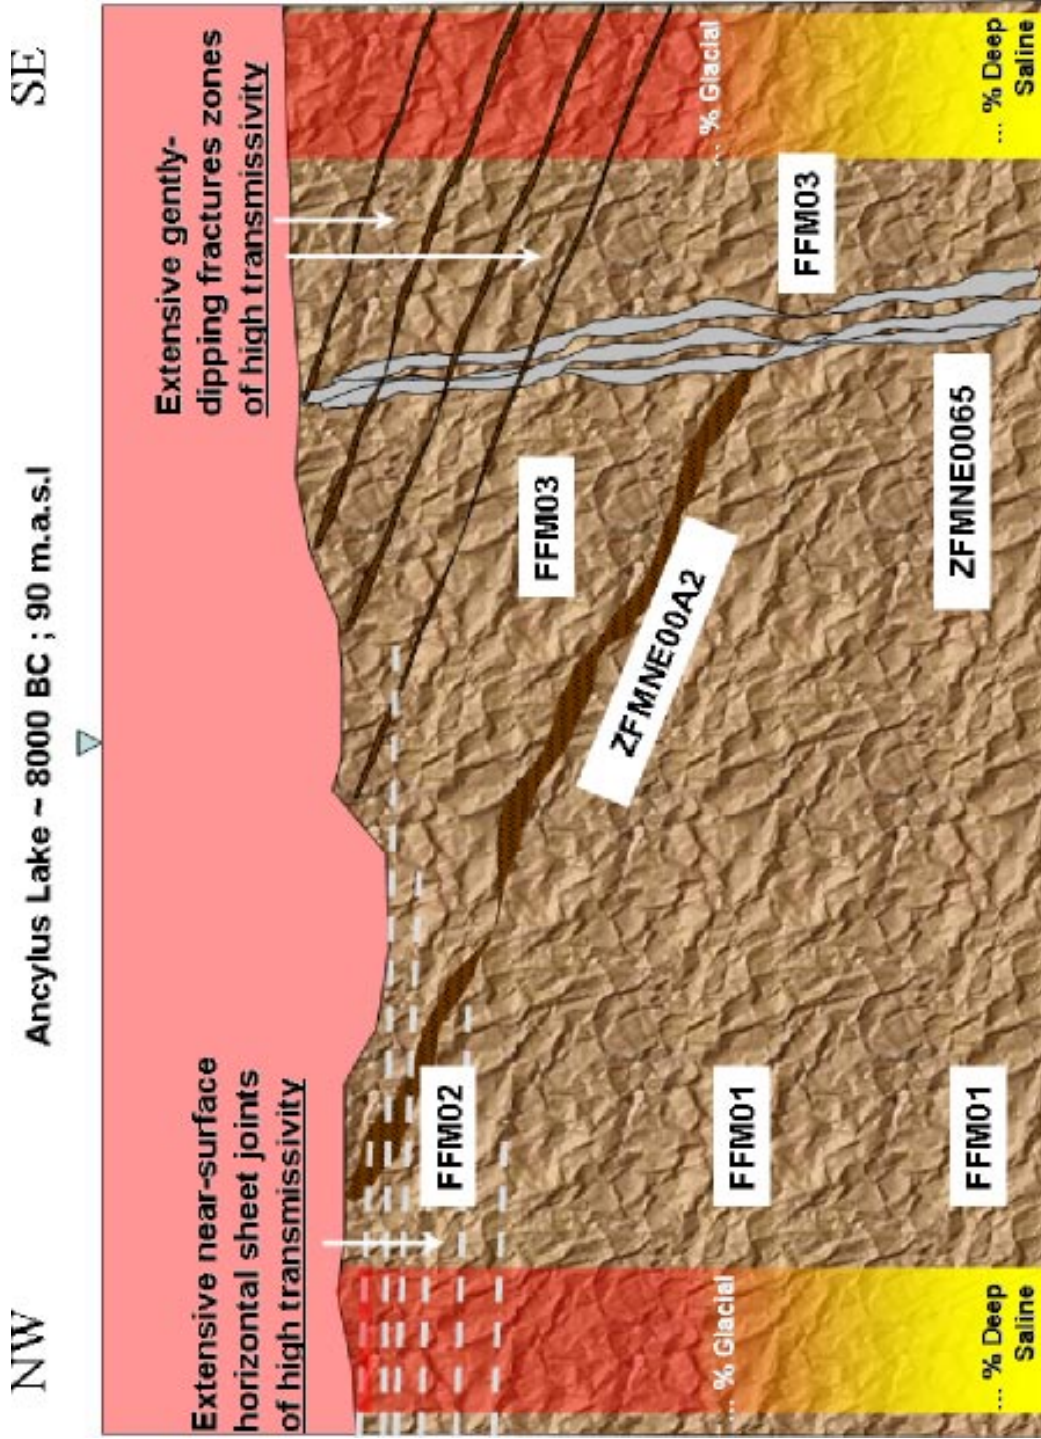 NW
SE
Ancylus Lake ~ 8000 BC ; 90 m.a.s.l
Extensive near-surface
horizontal sheet joints
of high transmissivity
Extensive gently-
dipping fractures zones
of high transmissivity
FFM02
FFM03
FFM01
ZFMNE00A2
FFM03
FFM01
ZFMNE0065
... % Glacial
... % Deep
Saline
... % Glacial
... % Deep
Saline